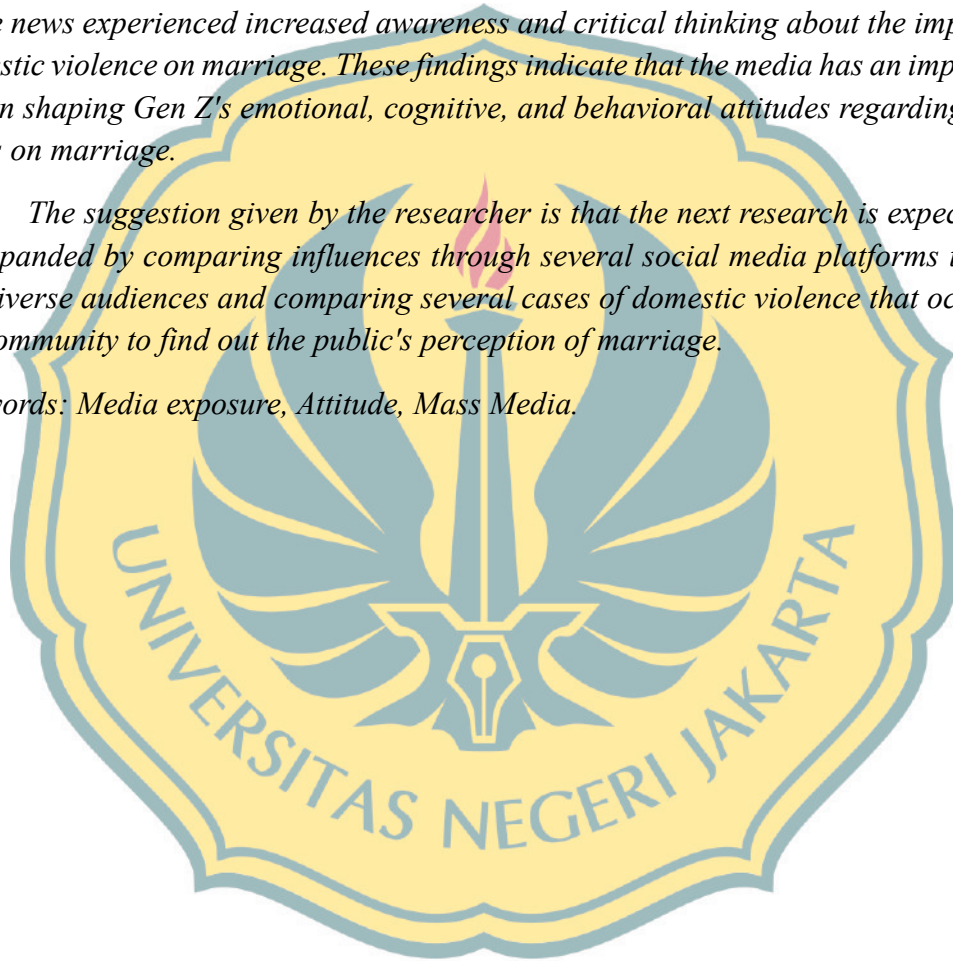 e news experienced increased awareness and critical thinking about the imp
estic violence on marriage. These findings indicate that the media has an imp
n shaping Gen Z's emotional, cognitive, and behavioral attitudes regarding
s on marriage.
The suggestion given by the researcher is that the next research is expec
panded by comparing influences through several social media platforms t
iverse audiences and comparing several cases of domestic violence that oc
ommunity to find out the public's perception of marriage.
ords: Media exposure, Attitude, Mass Media.
UNIVERSITAS NEGERI JAKARTA